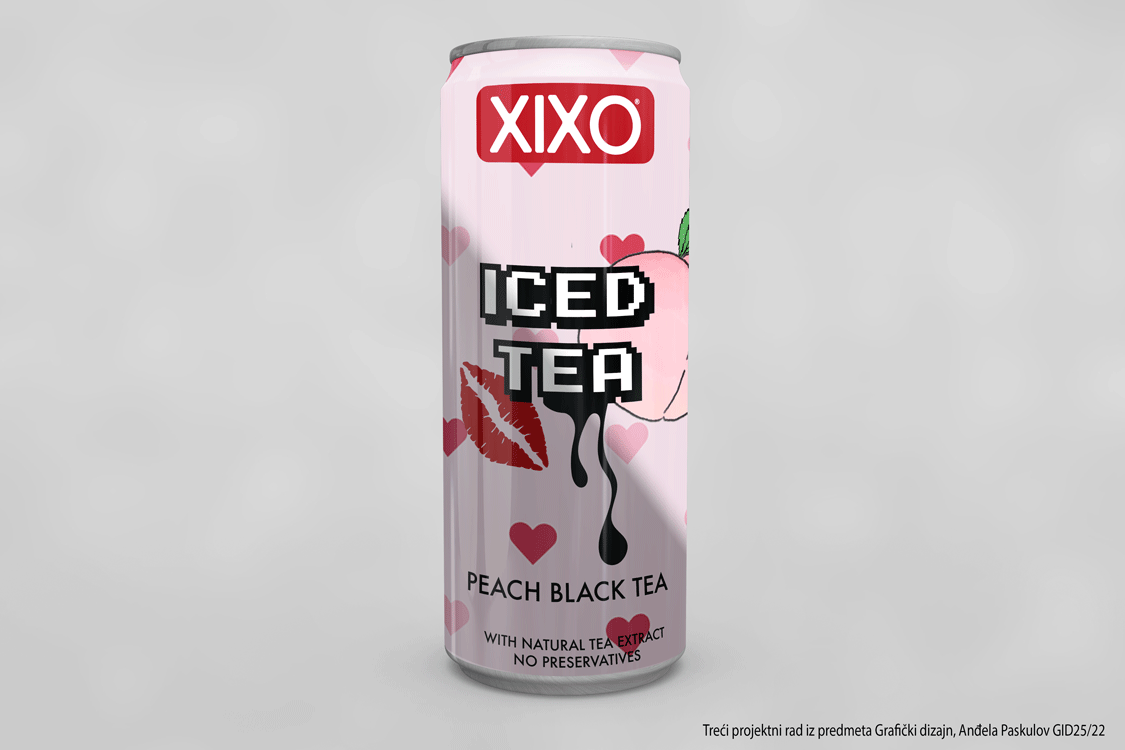 XIXO®
ICED
TEA
PEACH BLACK TEA
WITH NATURAL TEA EXTRACT
NO PRESERVATIVES
Treći projektni rad iz predmeta Grafički dizajn, Anđela Paskulov GID25/22